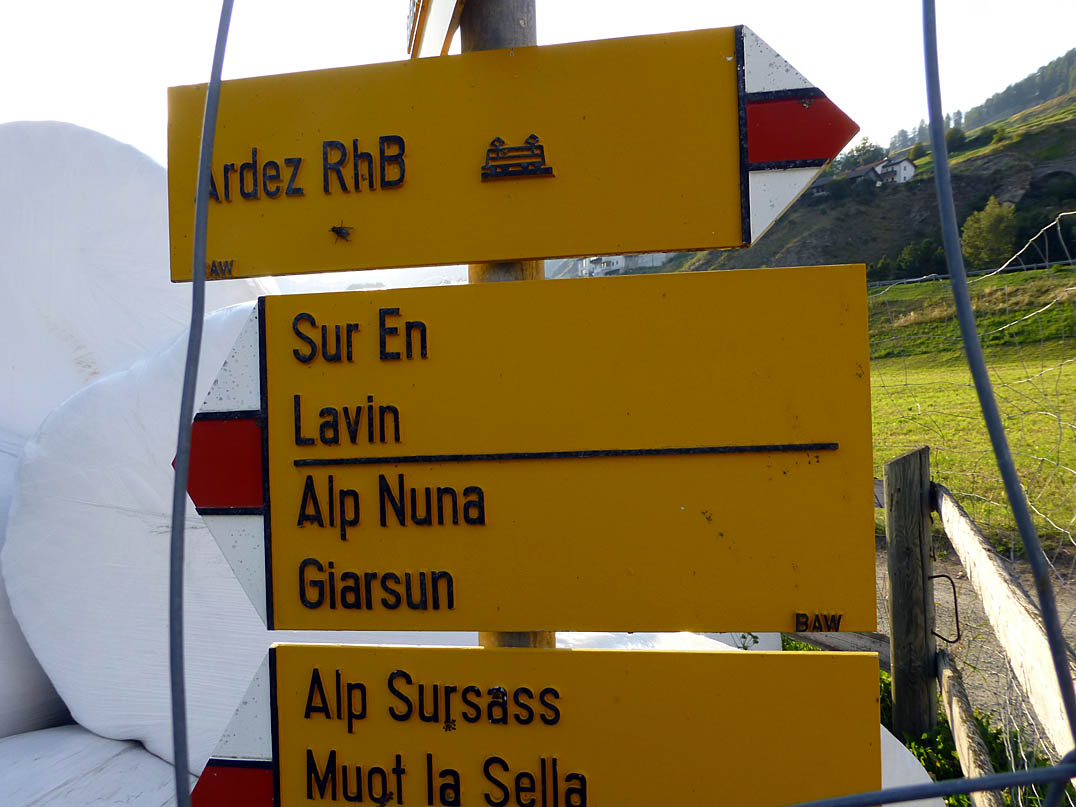 Ardez RhB
BAW
Sur En
Lavin
Alp Nuna
Giarsun
BAW
Alp Sursass
Muot la Sella